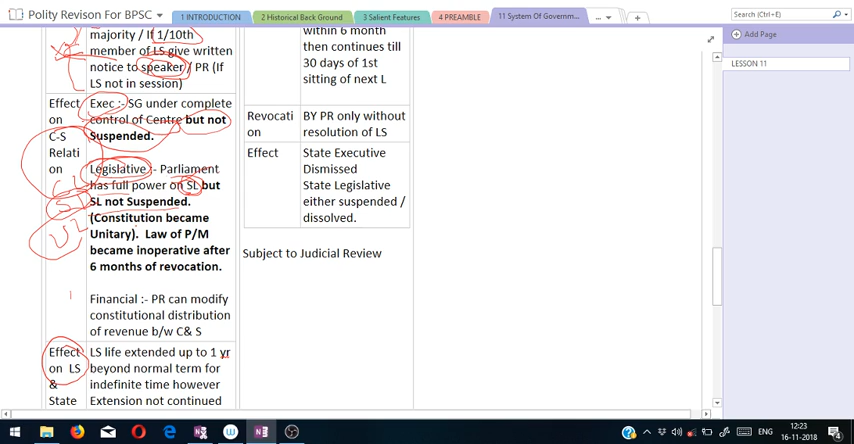 Polity Revison For BPSC
1 INTRODUCTION
2 Historical Back Ground
3 Salient Features
4 PREAMBLE
11 System Of Governm...
...
Search (Ctrl+E)
Add Page
LESSON 11
majority / If 1/10th
member of LS give written
notice to speaker / PR (If
LS not in session)
Effect
on
C-S
Relati
on
Exec :- SG under complete
control of Centre but not
Suspended.
Legislative :- Parliament
has full power on SL but
SL not Suspended.
(Constitution became
Unitary). Law of P/M
became inoperative after
6 months of revocation.
Financial :- PR can modify
constitutional distribution
of revenue b/w C& S
Effect
on LS
&
State
LS life extended up to 1 yr
beyond normal term for
indefinite time however
Extension not continued
within 6 month
then continues till
30 days of 1st
sitting of next L
Revocati
on
BY PR only without
resolution of LS
Effect
State Executive
Dismissed
State Legislative
either suspended /
dissolved.
Subject to Judicial Review
ENG
12:23
16-11-2018
4